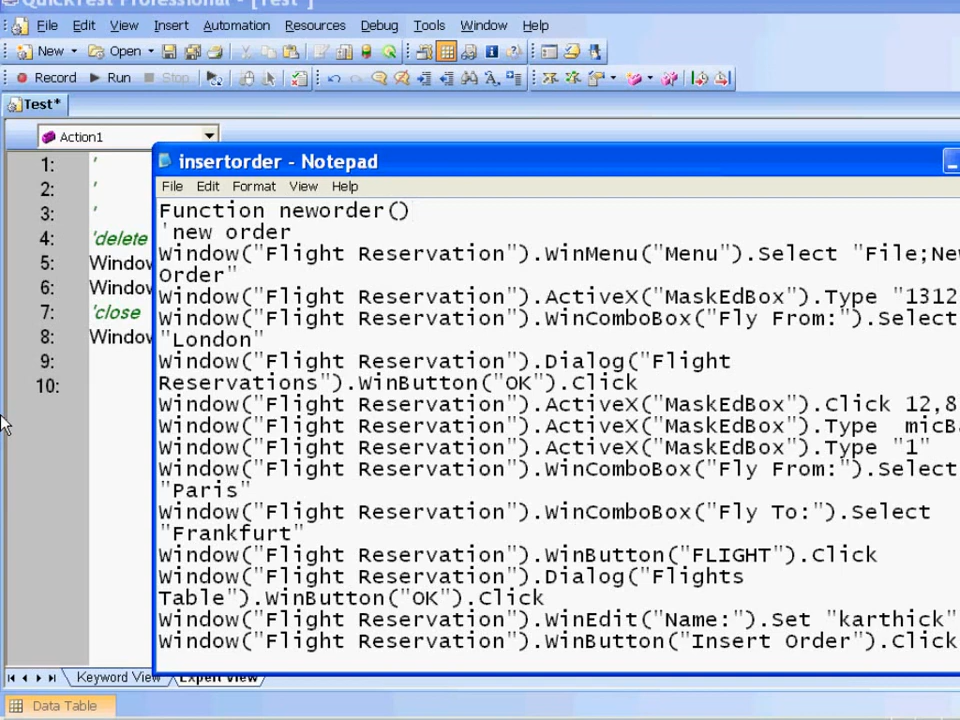 QuickTest Professional - [Test
File Edit View Insert Automation Resources Debug Tools Window Help
New Open
Record Run Stop
Test*
Action1
1: '
2: '
3: '
4: 'delete
5: Window
6: Window
7: 'close
8: Window
9:
10:
insertorder - Notepad
File Edit Format View Help
Function neworder()
'new order
Window("Flight Reservation").WinMenu("Menu").Select "File;New
Order"
Window("Flight Reservation").ActiveX("MaskEdBox").Type "1312
Window("Flight Reservation").WinComboBox("Fly From:").Select
"London"
Window("Flight Reservation").Dialog("Flight
Reservations").WinButton("OK").Click
Window("Flight Reservation").ActiveX("MaskEdBox").Click 12,8
Window("Flight Reservation").ActiveX("MaskEdBox").Type  micBa
Window("Flight Reservation").ActiveX("MaskEdBox").Type "1"
Window("Flight Reservation").WinComboBox("Fly From:").Select
"Paris"
Window("Flight Reservation").WinComboBox("Fly To:").Select
"Frankfurt"
Window("Flight Reservation").WinButton("FLIGHT").Click
Window("Flight Reservation").Dialog("Flights
Table").WinButton("OK").Click
Window("Flight Reservation").WinEdit("Name:").Set "karthick"
Window("Flight Reservation").WinButton("Insert Order").Click
Keyword View Expert View
Data Table